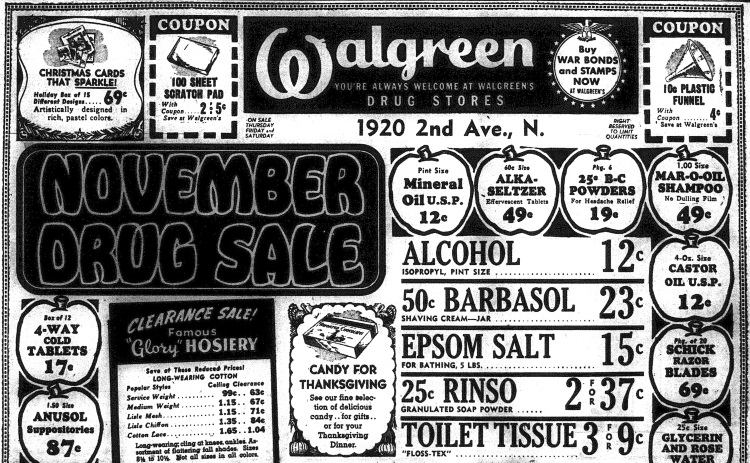 CHRISTMAS CARDS
THAT SPARKLE!
Holiday Box of 15
Different Designs..... 69c
Artistically designed in
rich, pastel colors.
COUPON
100 SHEET
SCRATCH PAD
With
Coupon .... 2 for 5c
Save at Walgreen's
Walgreen
YOU'RE ALWAYS WELCOME AT WALGREEN'S
DRUG STORES
Buy
WAR BONDS
and STAMPS
NOW
AT WALGREEN'S
COUPON
10c PLASTIC
FUNNEL
With
Coupon ...... 4c
Save at Walgreen's
ON SALE
THURSDAY
FRIDAY and
SATURDAY
1920 2nd Ave., N.
RIGHT
RESERVED
TO LIMIT
QUANTITIES
NOVEMBER
DRUG SALE
Pint Size
Mineral
Oil U.S.P.
12c
60c Size
ALKA-
SELTZER
Effervescent Tablets
49c
Pkg. 6
25c B-C
POWDERS
For Headache Relief
19c
1.00 Size
MAR-O-OIL
SHAMPOO
No Dulling Film
49c
ALCOHOL 12c
ISOPROPYL, PINT SIZE
50c BARBASOL 23c
SHAVING CREAM—JAR
EPSOM SALT 15c
FOR BATHING, 5 LBS.
25c RINSO 2 FOR 37c
GRANULATED SOAP POWDER
TOILET TISSUE 3 FOR 9c
"FLOSS-TEX"
4-Oz. Size
CASTOR
OIL U.S.P.
12c
Pkg. of 20
SCHICK
RAZOR
BLADES
69c
25c Size
GLYCERIN
AND ROSE
WATER
Box of 12
4-WAY
COLD
TABLETS
17c
1.50 Size
ANUSOL
Suppositories
87c
CLEARANCE SALE!
Famous
"Glory" HOSIERY
Save at These Reduced Prices!
LONG-WEARING COTTON
Popular Styles Ceiling Clearance
Service Weight 99c.. 63c
Medium Weight 1.15.. 67c
Lisle Mesh 1.15.. 71c
Lisle Chiffon 1.35.. 84c
Cotton Lace 1.65.. 1.04
Long-wearing; cling at knees, ankles. As-
sortment of flattering fall shades. Sizes
8½ to 10½. Not all sizes in all colors.
CANDY FOR
THANKSGIVING
See our fine selec-
tion of delicious
candy.. for gifts..
or for your
Thanksgiving
Dinner.